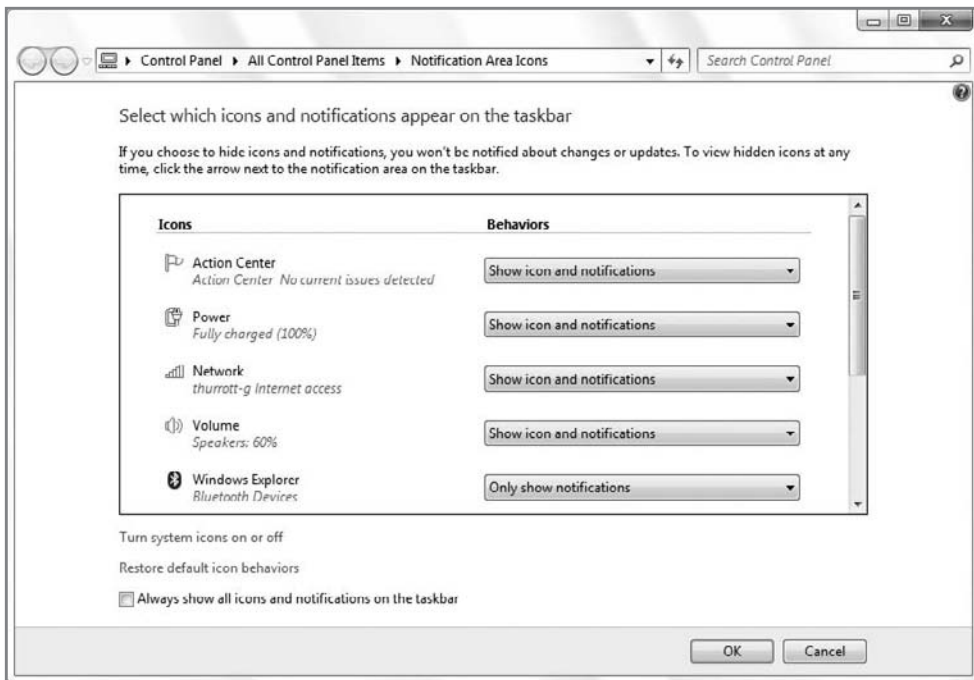 Control Panel ▸ All Control Panel Items ▸ Notification Area Icons
Search Control Panel
Select which icons and notifications appear on the taskbar
If you choose to hide icons and notifications, you won't be notified about changes or updates. To view hidden icons at any
time, click the arrow next to the notification area on the taskbar.
Icons
Behaviors
Action Center
Action Center No current issues detected
Show icon and notifications
Power
Fully charged (100%)
Show icon and notifications
Network
thurrott-g Internet access
Show icon and notifications
Volume
Speakers: 60%
Show icon and notifications
Windows Explorer
Bluetooth Devices
Only show notifications
Turn system icons on or off
Restore default icon behaviors
Always show all icons and notifications on the taskbar
OK
Cancel